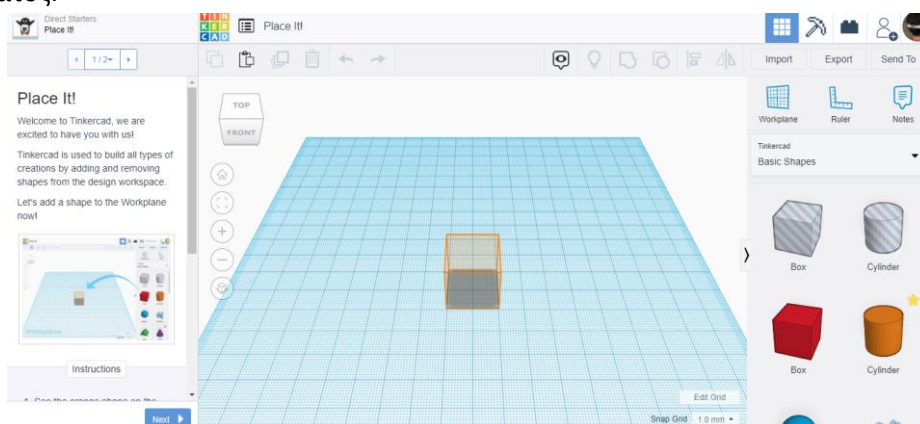 Direct Starters
Place It!
TIN
KER
CAD
Place It!
1/2
Import
Export
Send To
Place It!
Welcome to Tinkercad, we are
excited to have you with us!
Tinkercad is used to build all types of
creations by adding and removing
shapes from the design workspace.
Let's add a shape to the Workplane
now!
Instructions
Next
TOP
FRONT
Edit Grid
Snap Grid 1.0 mm
Workplane
Ruler
Notes
Tinkercad
Basic Shapes
Box
Cylinder
Box
Cylinder